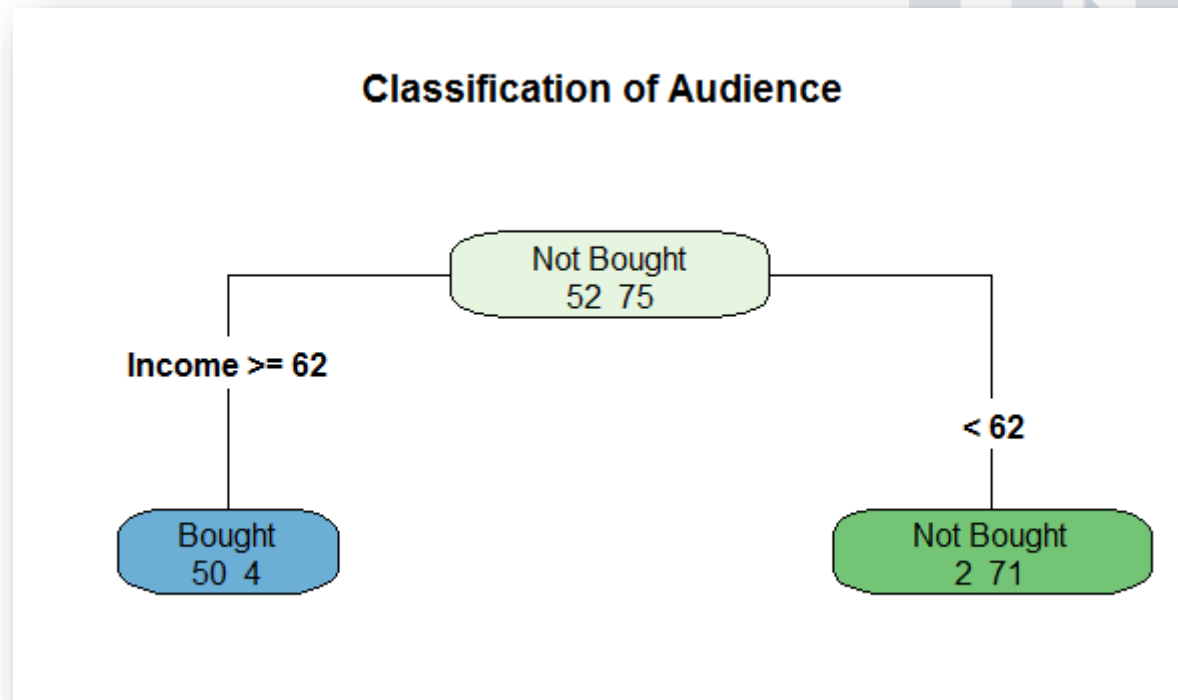 Classification of Audience
Not Bought
52 75
Income >= 62
< 62
Bought
50 4
Not Bought
2 71